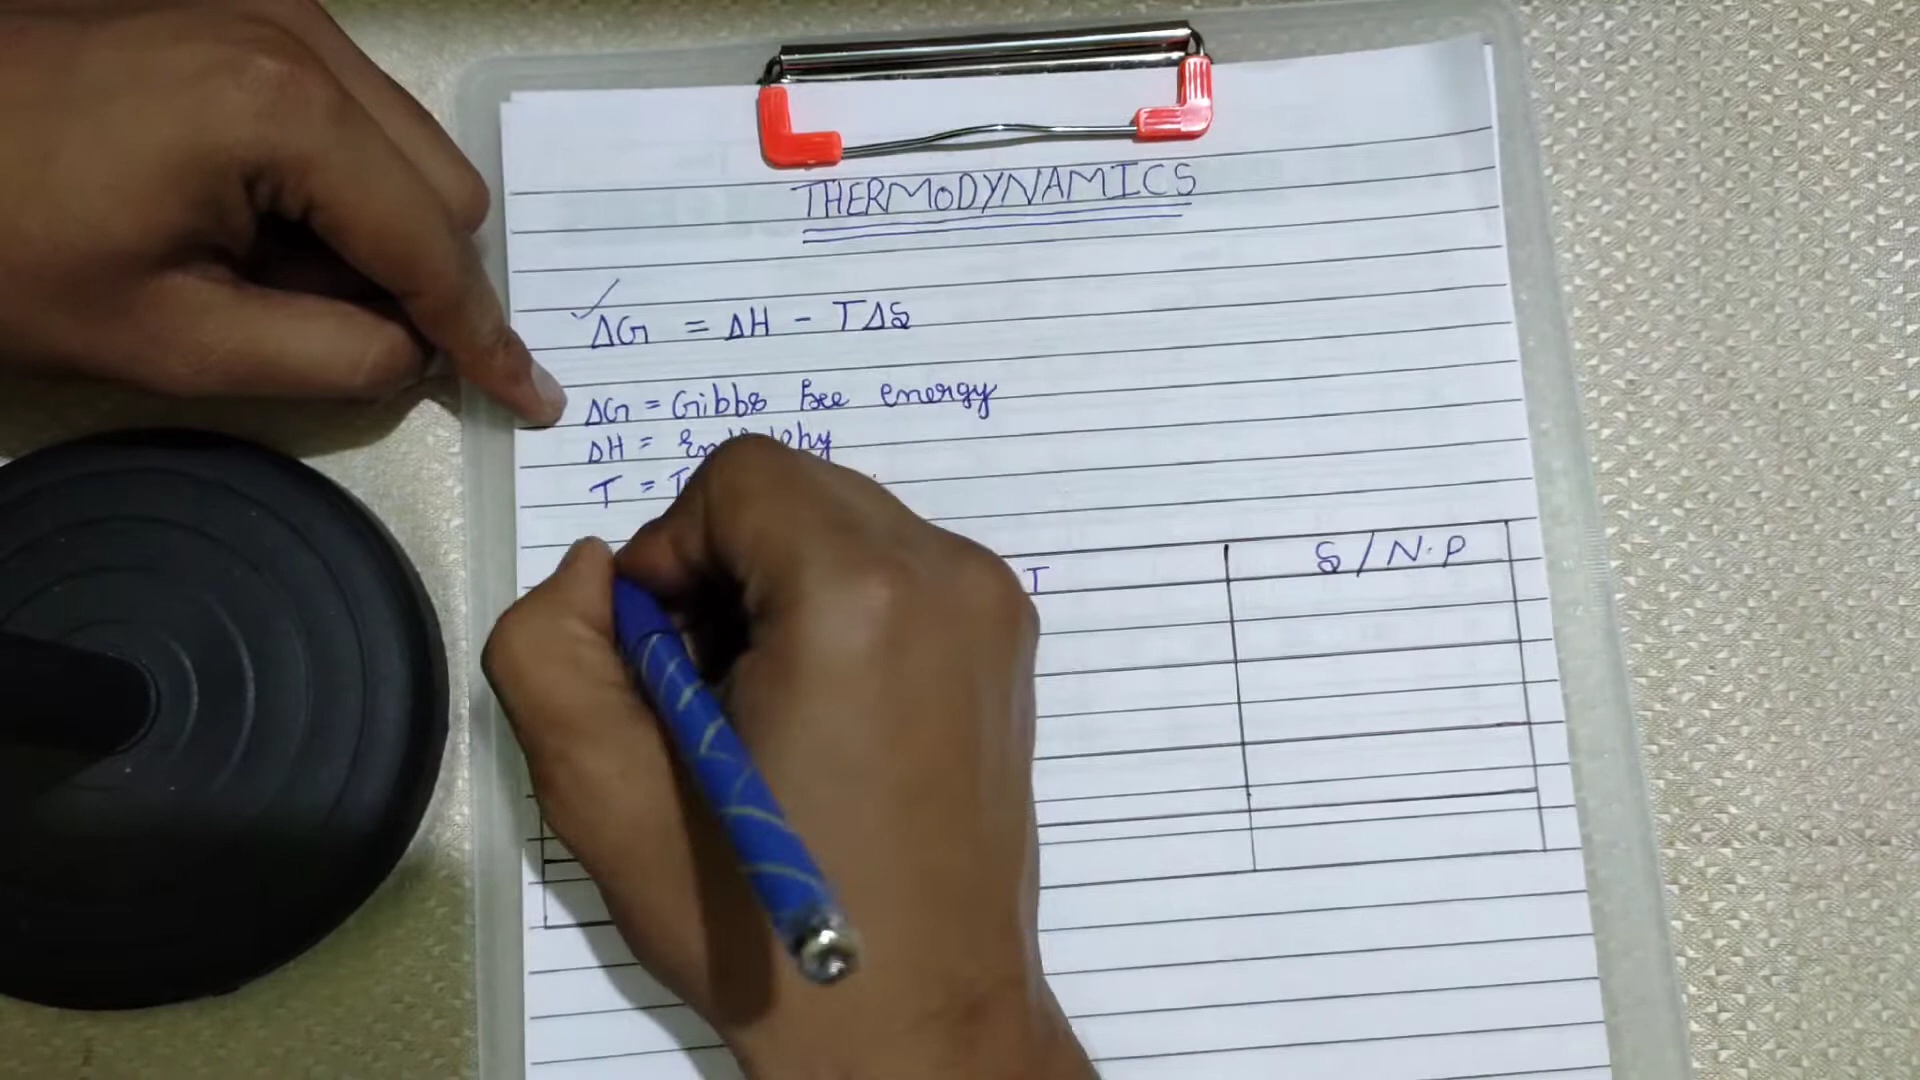 THERMODYNAMICS
ΔG = ΔH - TΔS
ΔG = Gibbs free energy
ΔH =
T =
T
S / N.P